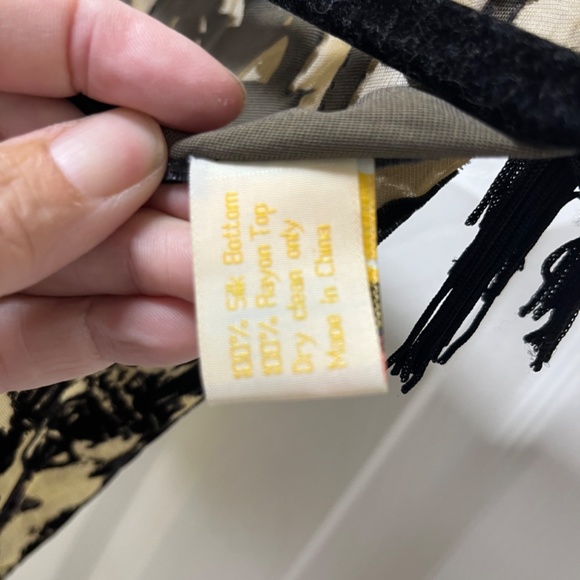 100% Silk Bottom
100% Rayon Top
Dry clean only
Made in China